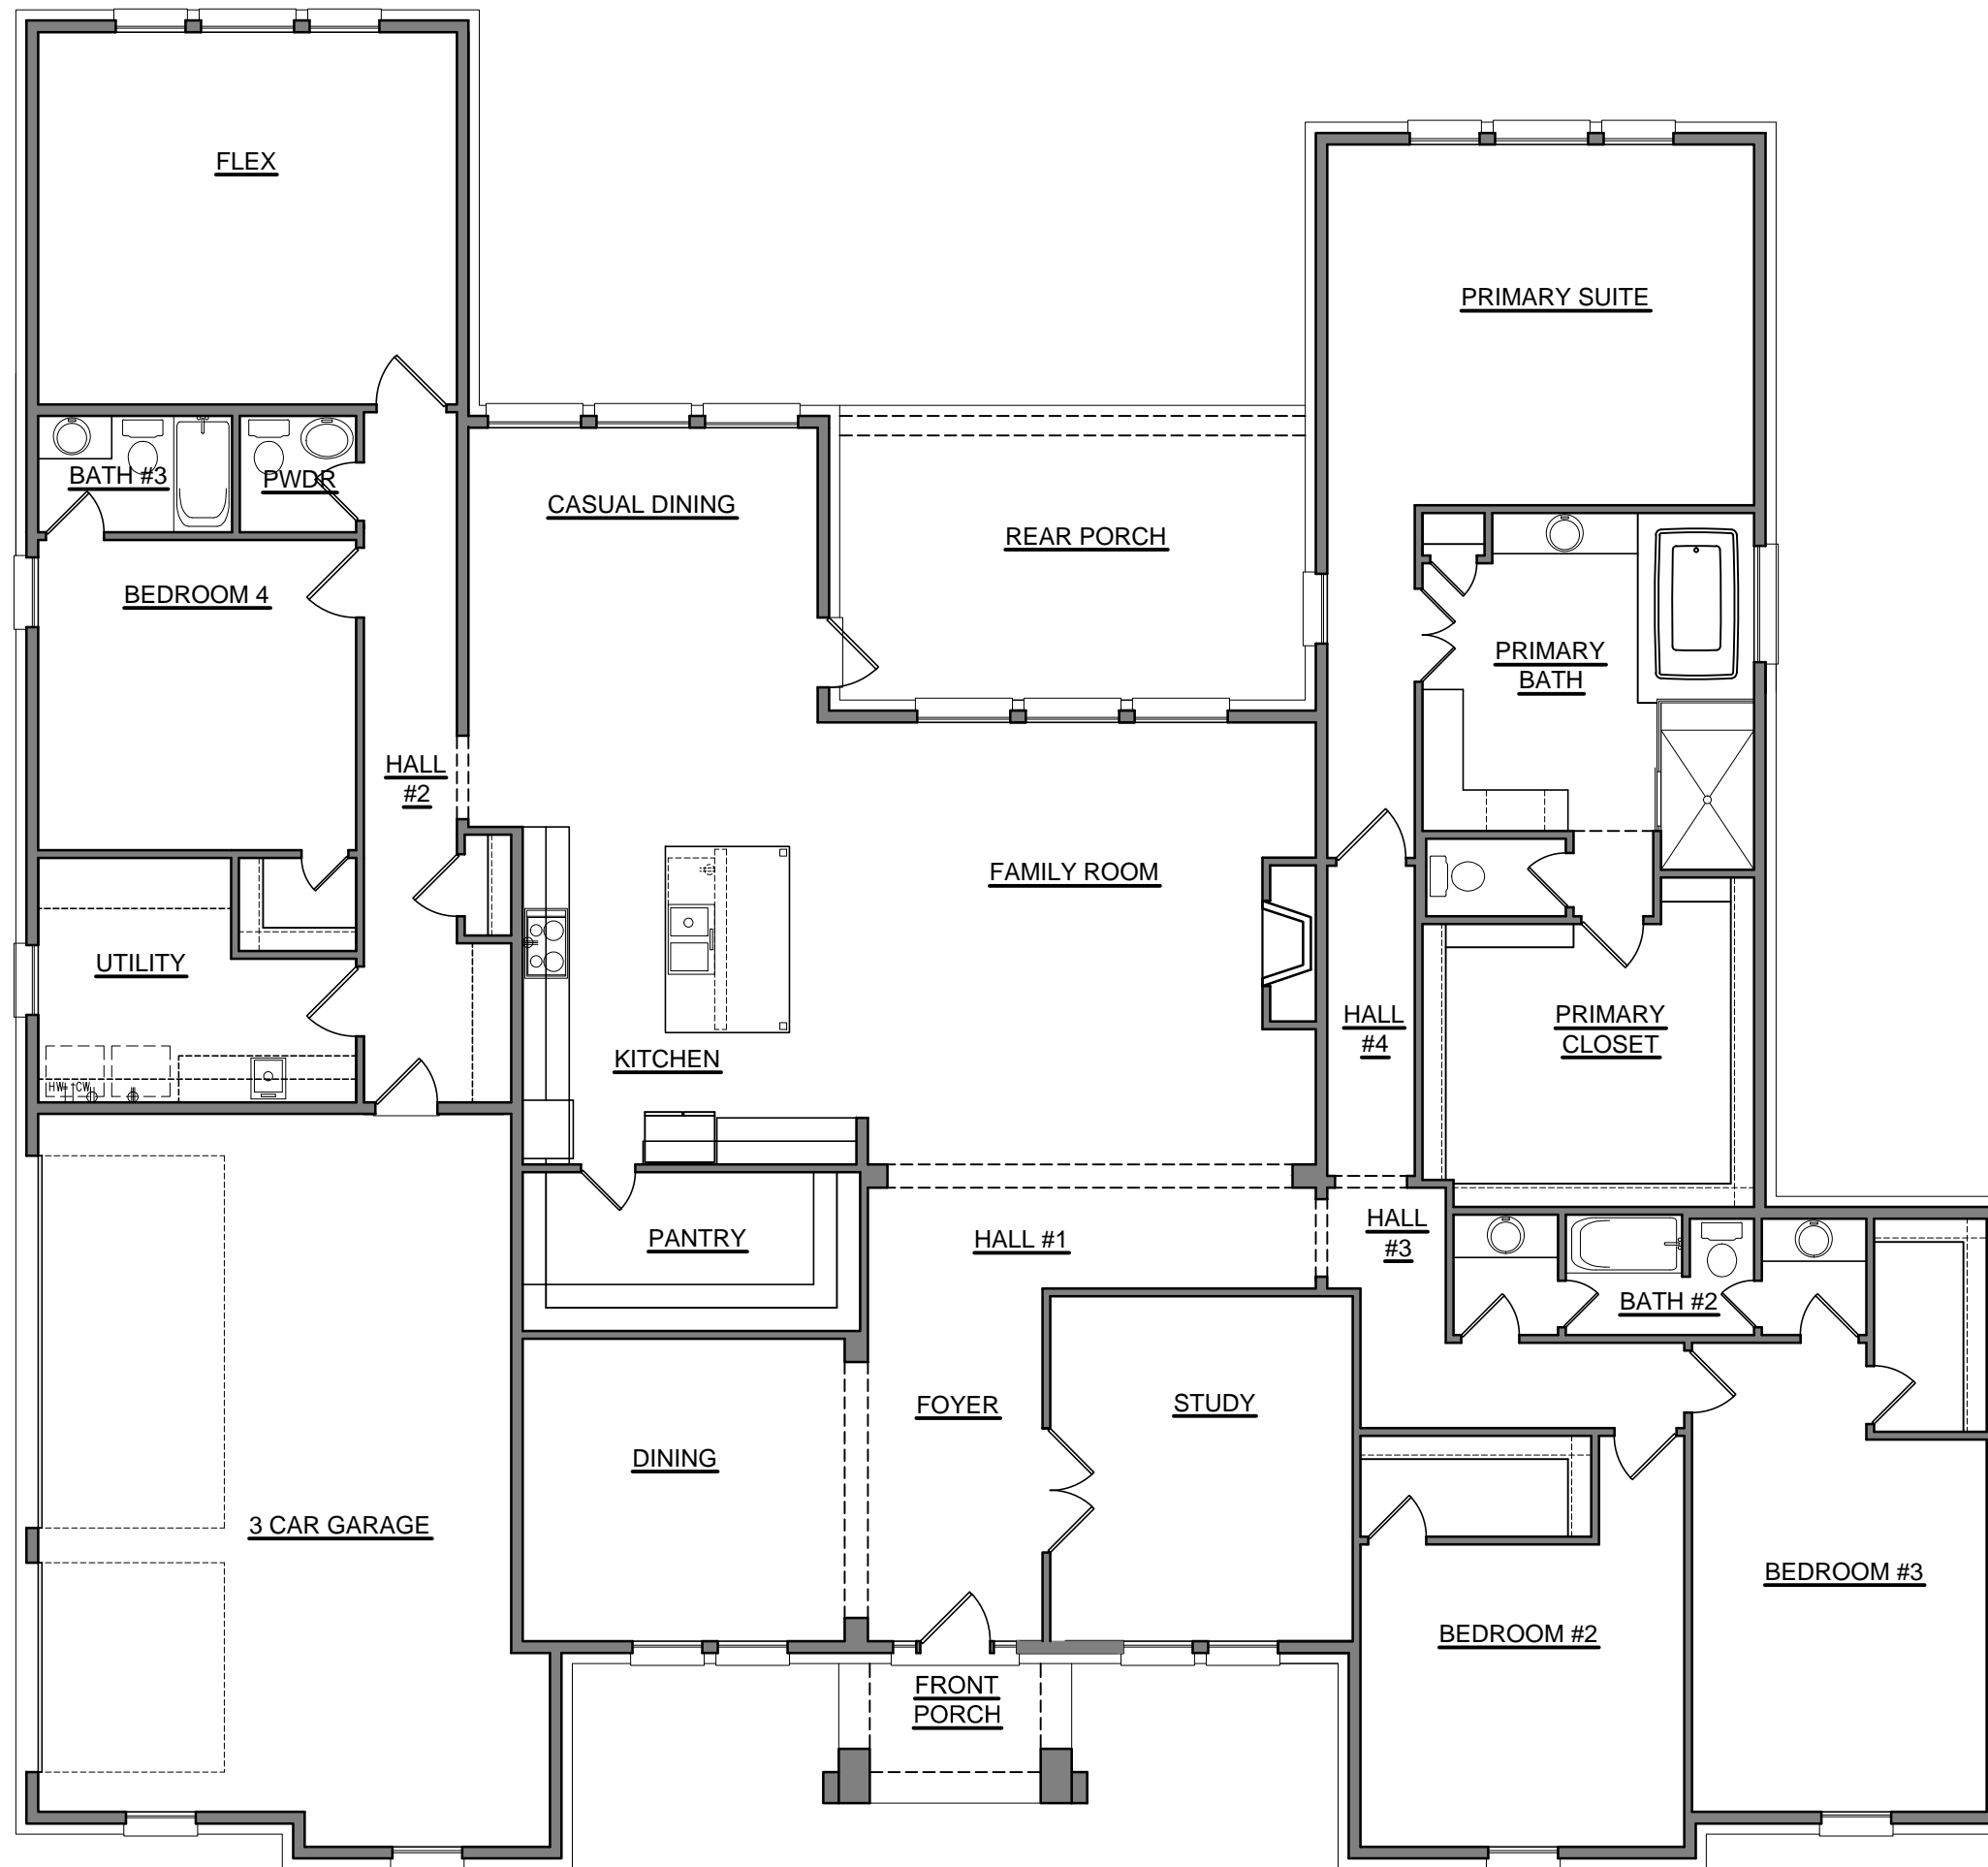 FLEX
PRIMARY SUITE
BATH #3
PWDR
CASUAL DINING
REAR PORCH
BEDROOM 4
PRIMARY
BATH
HALL
#2
FAMILY ROOM
UTILITY
HALL
#4
PRIMARY
CLOSET
KITCHEN
HW
CW
PANTRY
HALL #1
HALL
#3
BATH #2
FOYER
STUDY
DINING
3 CAR GARAGE
BEDROOM #3
BEDROOM #2
FRONT
PORCH